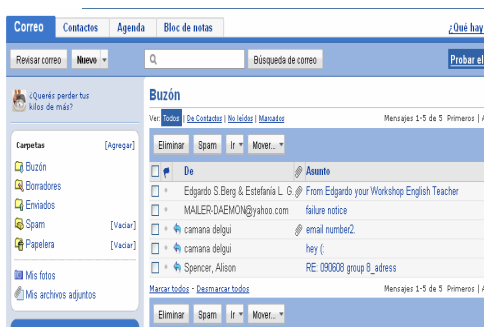 Correo Contactos Agenda Bloc de notas ¿Qué hay
Revisar correo Nuevo Búsqueda de correo Probar el
¿Querés perder tus
kilos de más?
Carpetas [Agregar]
Buzón
Borradores
Enviados
Spam [Vaciar]
Papelera [Vaciar]
Mis fotos
Mis archivos adjuntos
Buzón
Ver: Todos | De Contactos | No leídos | Marcados Mensajes 1-5 de 5 Primeros | A
Eliminar Spam Ir Mover...
De Asunto
Edgardo S.Berg & Estefanía L. G. From Edgardo your Workshop English Teacher
MAILER-DAEMON@yahoo.com failure notice
camana delgui email number2.
camana delgui hey (:
Spencer, Alison RE: 090608 group 8_adress
Marcar todos - Desmarcar todos Mensajes 1-5 de 5 Primeros | A
Eliminar Spam Ir Mover...